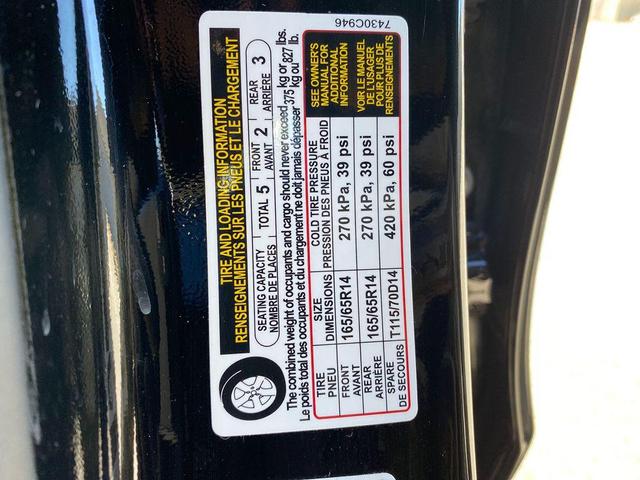 TIRE AND LOADING INFORMATION
RENSEIGNEMENTS SUR LES PNEUS ET LE CHARGEMENT
SEATING CAPACITY
NOMBRE DE PLACES
TOTAL 5
FRONT
AVANT
2
REAR
ARRIÈRE
3
The combined weight of occupants and cargo should never exceed 375 kg or 827 lbs.
Le poids total des occupants et du chargement ne doit jamais dépasser 375 kg ou 827 lb.
TIRE
PNEU
SIZE
DIMENSIONS
COLD TIRE PRESSURE
PRESSION DES PNEUS À FROID
SEE OWNER'S
MANUAL FOR
ADDITIONAL
INFORMATION
FRONT
AVANT
165/65R14
270 kPa, 39 psi
REAR
ARRIÈRE
165/65R14
270 kPa, 39 psi
VOIR LE MANUEL
DE L'USAGER
POUR PLUS DE
RENSEIGNEMENTS
SPARE
DE SECOURS
T115/70D14
420 kPa, 60 psi
7430C946